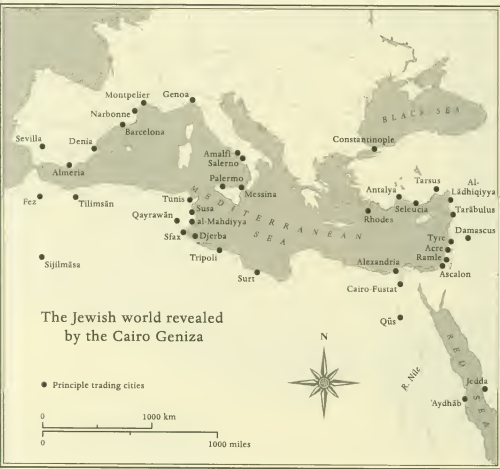 Montpelier
Genoa
Narbonne
Barcelona
BLACK SEA
Sevilla
Denia
Constantinople
Amalfi
Salerno
Almeria
Palermo
Messina
Antalya
Tarsus
Al-
Lādhiqiyya
Fez
Tilimsān
Tunis
MEDITERRANEAN
SEA
Seleucia
Rhodes
Tarābulus
Susa
Qayrawān
al-Mahdiyya
Damascus
Sfax
Djerba
Tyre
Acre
Ramle
Tripoli
Alexandria
Ascalon
Sijilmāsa
Surt
Cairo-Fustat
The Jewish world revealed
by the Cairo Geniza
Qūs
N
RED SEA
R. Nile
Jedda
'Aydhāb
Principle trading cities
0
1000 km
0
1000 miles